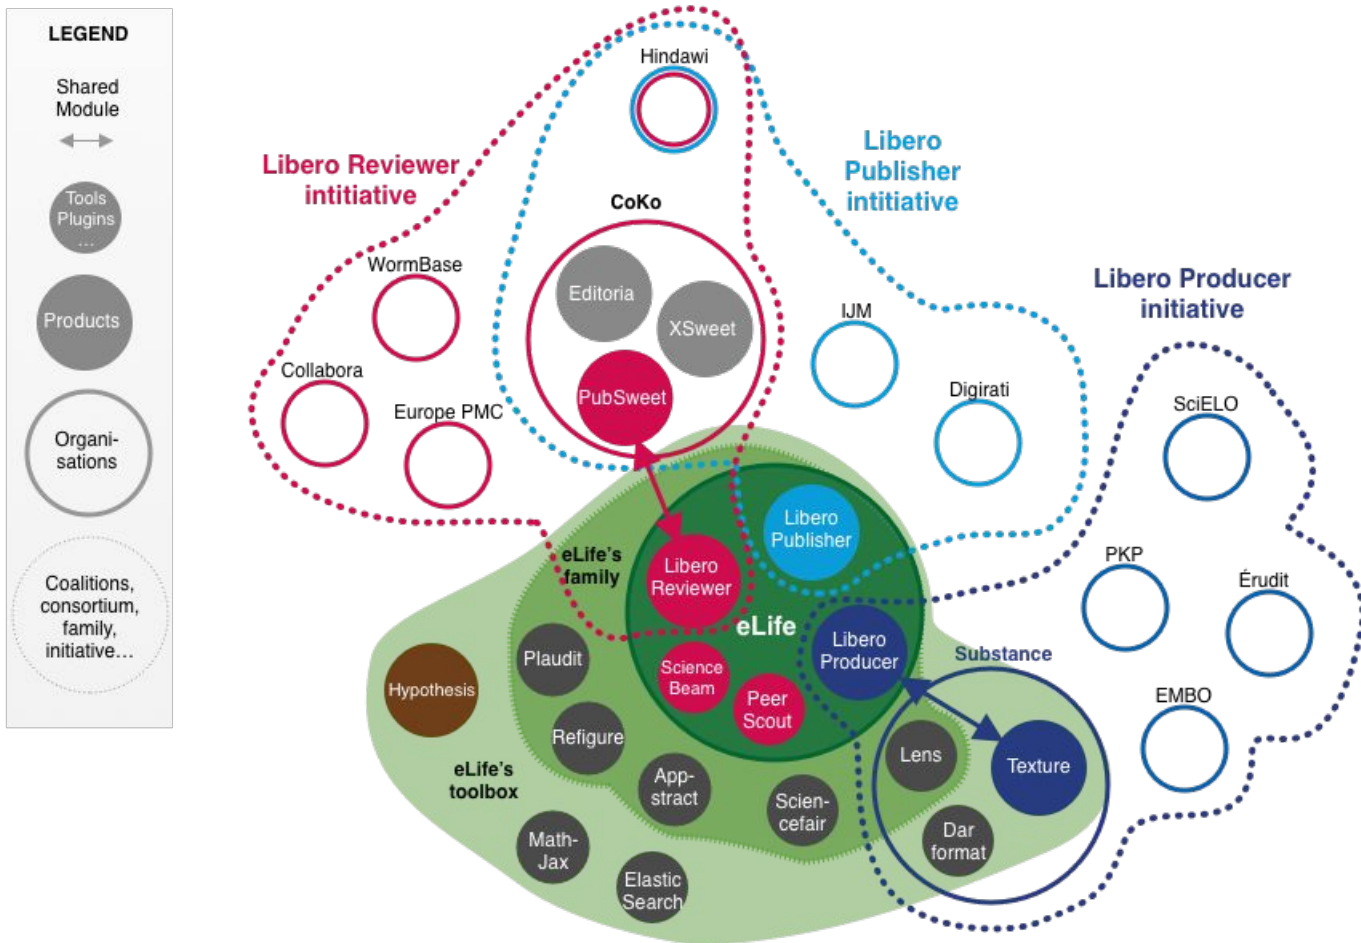 LEGEND
Shared
Module
Tools
Plugins
...
Products
Organi-
sations
Coalitions,
consortium,
family,
initiative...
Hindawi
Libero Reviewer
intitiative
Libero
Publisher
intitiative
CoKo
WormBase
Editoria
XSweet
Libero Producer
initiative
IJM
Collabora
Europe PMC
PubSweet
Digirati
SciELO
Libero
Publisher
eLife's
family
Libero
Reviewer
PKP
Érudit
eLife
Libero
Producer
Substance
Plaudit
Science
Beam
Hypothesis
Peer
Scout
EMBO
Refigure
Lens
Texture
eLife's
toolbox
App-
stract
Scien-
cefair
Math-
Jax
Dar
format
Elastic
Search